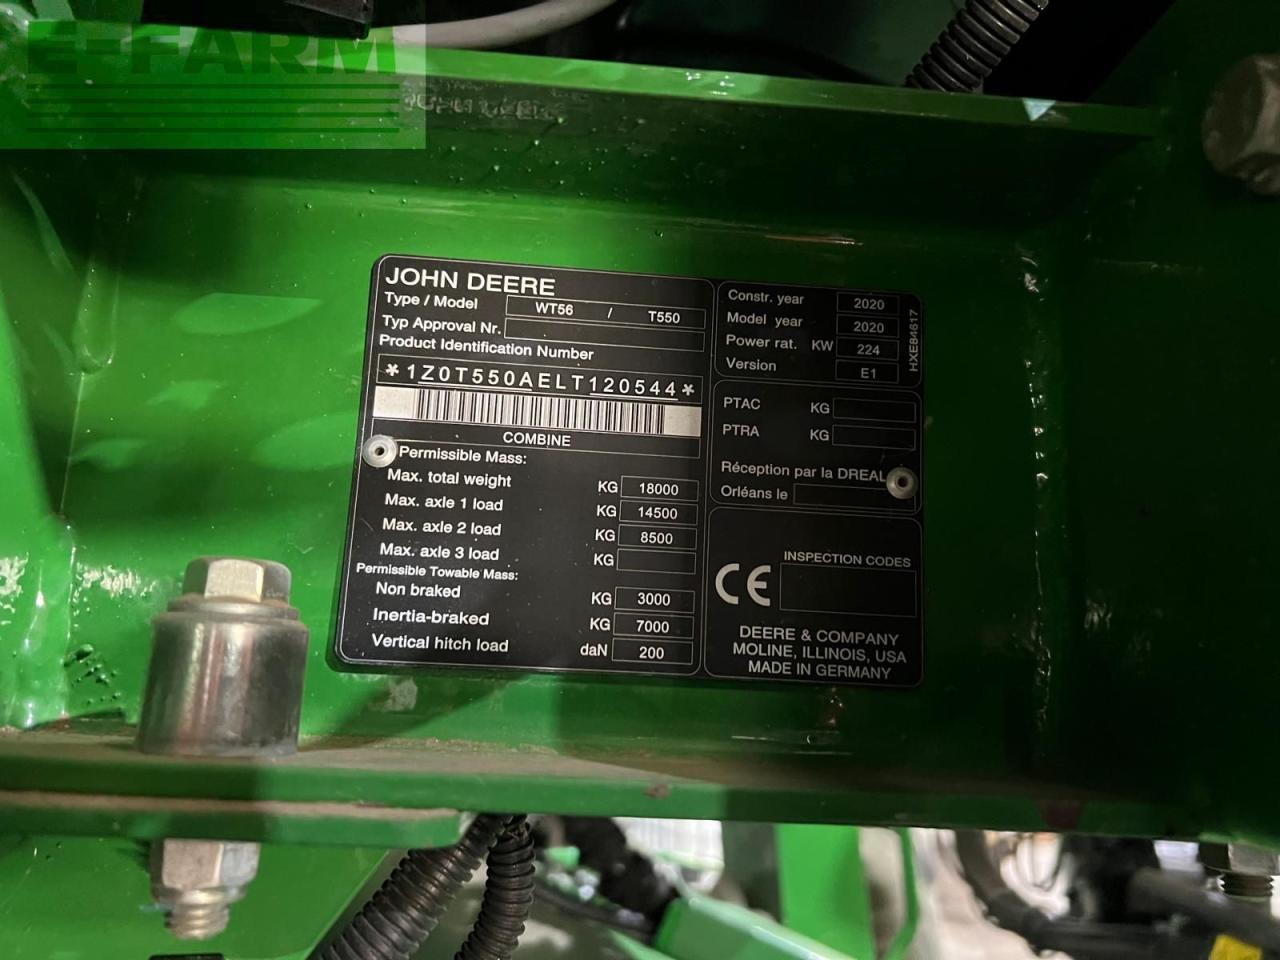 E-FARM
JOHN DEERE
Type / Model WT56 / T550
Typ Approval Nr.
Product Identification Number
*1Z0T550AELT120544*
COMBINE
Permissible Mass:
Max. total weight KG 18000
Max. axle 1 load KG 14500
Max. axle 2 load KG 8500
Max. axle 3 load KG
Permissible Towable Mass:
Non braked KG 3000
Inertia-braked KG 7000
Vertical hitch load daN 200
Constr. year 2020
Model year 2020
Power rat. KW 224
Version E1
HXE84617
PTAC KG
PTRA KG
Réception par la DREAL
Orléans le
CE
INSPECTION CODES
DEERE & COMPANY
MOLINE, ILLINOIS, USA
MADE IN GERMANY